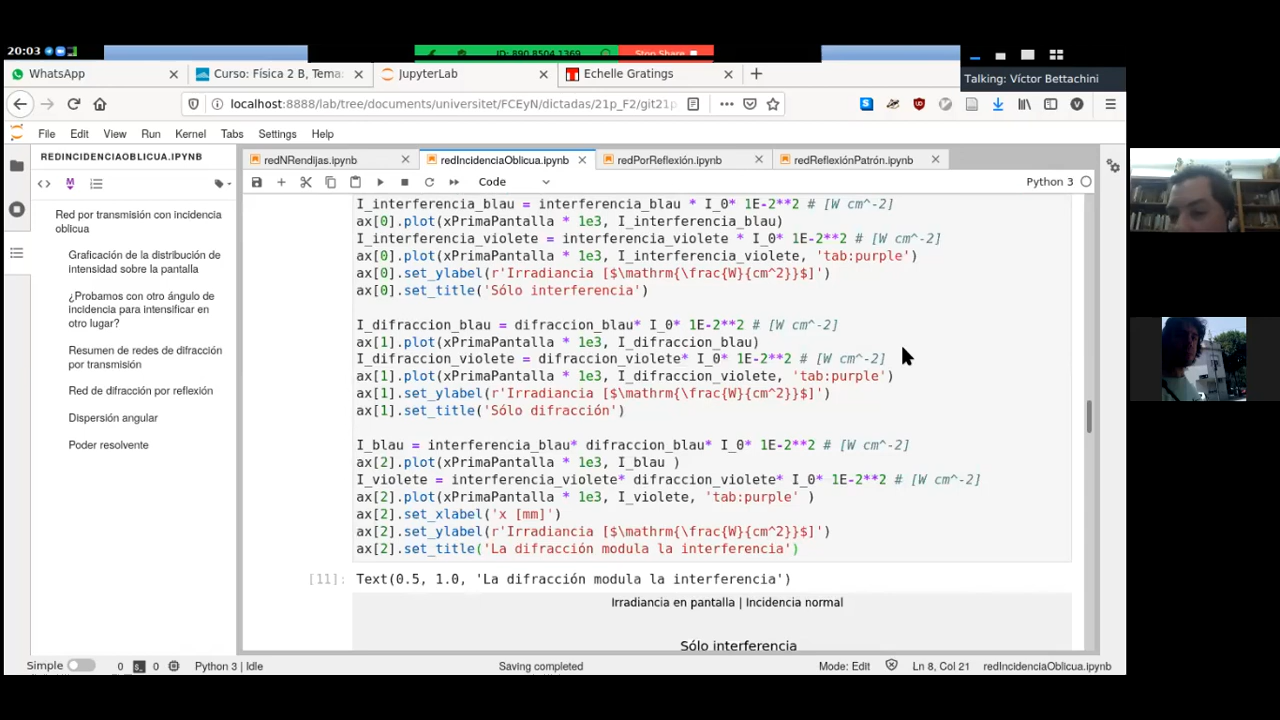 20:03
ID: 890 8504 1369
Stop Share
WhatsApp
Curso: Física 2 B, Tema:
JupyterLab
Echelle Gratings
Talking: Víctor Bettachini
localhost:8888/lab/tree/documents/universitet/FCEyN/dictadas/21p_F2/git21p
File Edit View Run Kernel Tabs Settings Help
REDINCIDENCIAOBLICUA.IPYNB
redNRendijas.ipynb
redIncidenciaOblicua.ipynb
redPorReflexión.ipynb
redReflexiónPatrón.ipynb
Code
Python 3
Red por transmisión con incidencia
oblicua
Graficación de la distribución de
intensidad sobre la pantalla
¿Probamos con otro ángulo de
incidencia para intensificar en
otro lugar?
Resumen de redes de difracción
por transmisión
Red de difracción por reflexión
Dispersión angular
Poder resolvente
I_interferencia_blau = interferencia_blau * I_0* 1E-2**2 # [W cm^-2]
ax[0].plot(xPrimaPantalla * 1e3, I_interferencia_blau)
I_interferencia_violete = interferencia_violete * I_0* 1E-2**2 # [W cm^-2]
ax[0].plot(xPrimaPantalla * 1e3, I_interferencia_violete, 'tab:purple')
ax[0].set_ylabel(r'Irradiancia [$\mathrm{\frac{W}{cm^2}}$]')
ax[0].set_title('Sólo interferencia')
I_difraccion_blau = difraccion_blau* I_0* 1E-2**2 # [W cm^-2]
ax[1].plot(xPrimaPantalla * 1e3, I_difraccion_blau)
I_difraccion_violete = difraccion_violete* I_0* 1E-2**2 # [W cm^-2]
ax[1].plot(xPrimaPantalla * 1e3, I_difraccion_violete, 'tab:purple')
ax[1].set_ylabel(r'Irradiancia [$\mathrm{\frac{W}{cm^2}}$]')
ax[1].set_title('Sólo difracción')
I_blau = interferencia_blau* difraccion_blau* I_0* 1E-2**2 # [W cm^-2]
ax[2].plot(xPrimaPantalla * 1e3, I_blau )
I_violete = interferencia_violete* difraccion_violete* I_0* 1E-2**2 # [W cm^-2]
ax[2].plot(xPrimaPantalla * 1e3, I_violete, 'tab:purple' )
ax[2].set_xlabel('x [mm]')
ax[2].set_ylabel(r'Irradiancia [$\mathrm{\frac{W}{cm^2}}$]')
ax[2].set_title('La difracción modula la interferencia')
[11]: Text(0.5, 1.0, 'La difracción modula la interferencia')
Irradiancia en pantalla | Incidencia normal
Sólo interferencia
Simple 0 0 Python 3 | Idle
Saving completed
Mode: Edit
Ln 8, Col 21
redIncidenciaOblicua.ipynb